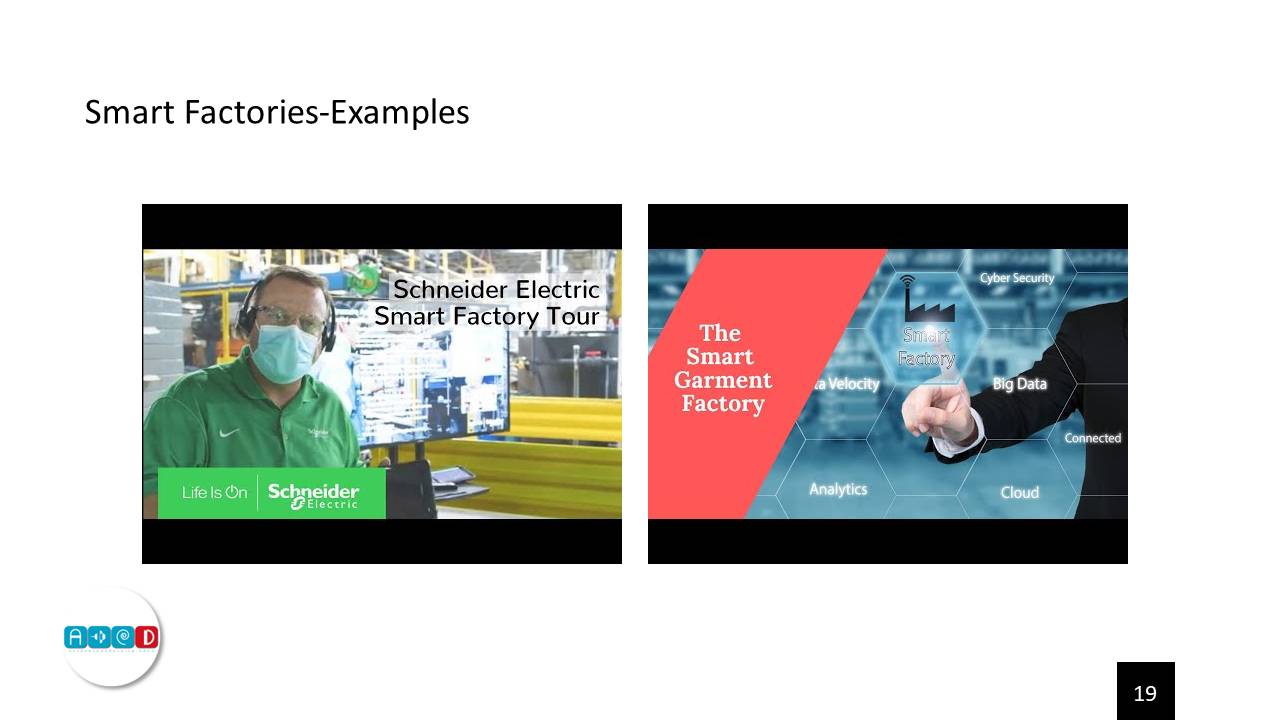 Smart Factories-Examples
Schneider Electric
Smart Factory Tour
Life Is On
Schneider
Electric
The
Smart
Garment
Factory
Smart
Factory
Cyber Security
ta Velocity
Big Data
Connected
Analytics
Cloud
19